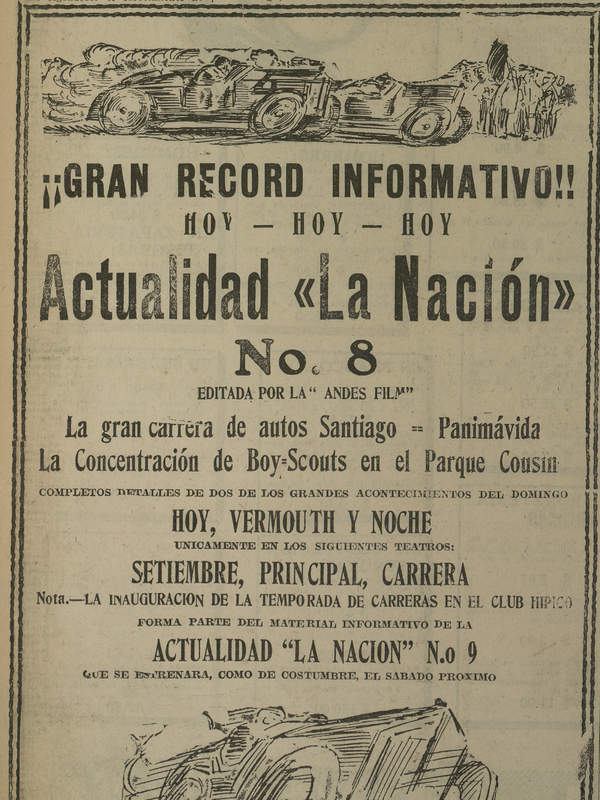 ¡¡GRAN RECORD INFORMATIVO!!
HOY — HOY — HOY
Actualidad «La Nación»
No. 8
EDITADA POR LA “ ANDES FILM”
La gran carrera de autos Santiago = Panimávida
La Concentración de Boy=Scouts en el Parque Cousin
COMPLETOS DETALLES DE DOS DE LOS GRANDES ACONTECIMIENTOS DEL DOMINGO
HOY, VERMOUTH Y NOCHE
UNICAMENTE EN LOS SIGUIENTES TEATROS:
SETIEMBRE, PRINCIPAL, CARRERA
Nota.—LA INAUGURACION DE LA TEMPORADA DE CARRERAS EN EL CLUB HIPICO
FORMA PARTE DEL MATERIAL INFORMATIVO DE LA
ACTUALIDAD “LA NACION” N.o 9
QUE SE ESTRENARA, COMO DE COSTUMBRE, EL SABADO PROXIMO